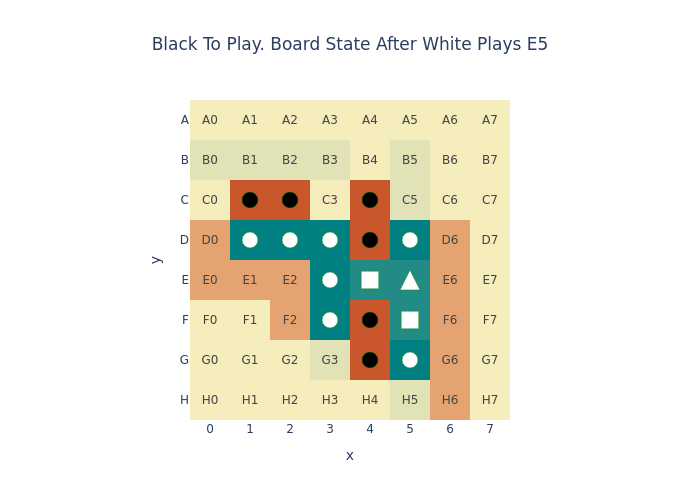 Black To Play. Board State After White Plays E5
A A0 A1 A2 A3 A4 A5 A6 A7
B B0 B1 B2 B3 B4 B5 B6 B7
C C0 C3 C5 C6 C7
D D0 D6 D7
y
E E0 E1 E2 E6 E7
F F0 F1 F2 F6 F7
G G0 G1 G2 G3 G6 G7
H H0 H1 H2 H3 H4 H5 H6 H7
0 1 2 3 4 5 6 7
x